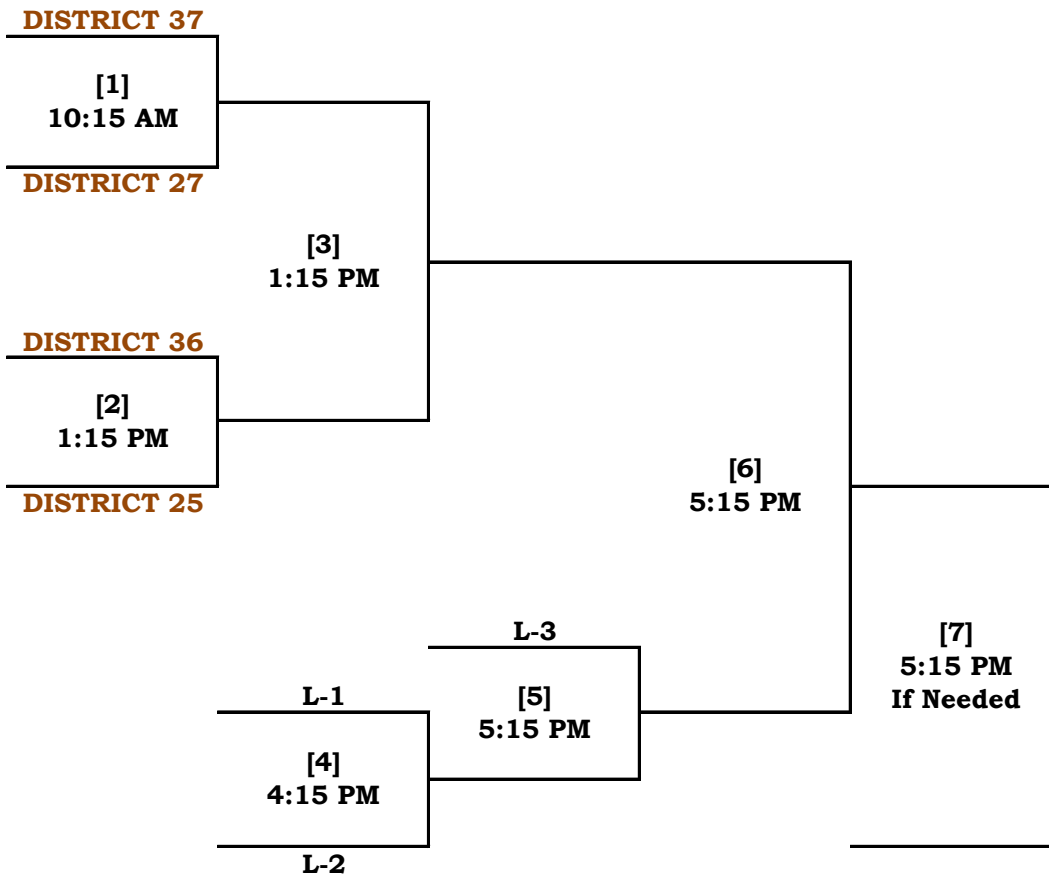 DISTRICT 37
[1]
10:15 AM
DISTRICT 27
[3]
1:15 PM
DISTRICT 36
[2]
1:15 PM
DISTRICT 25
[6]
5:15 PM
L-3
[7]
5:15 PM
If Needed
L-1
[5]
5:15 PM
[4]
4:15 PM
L-2